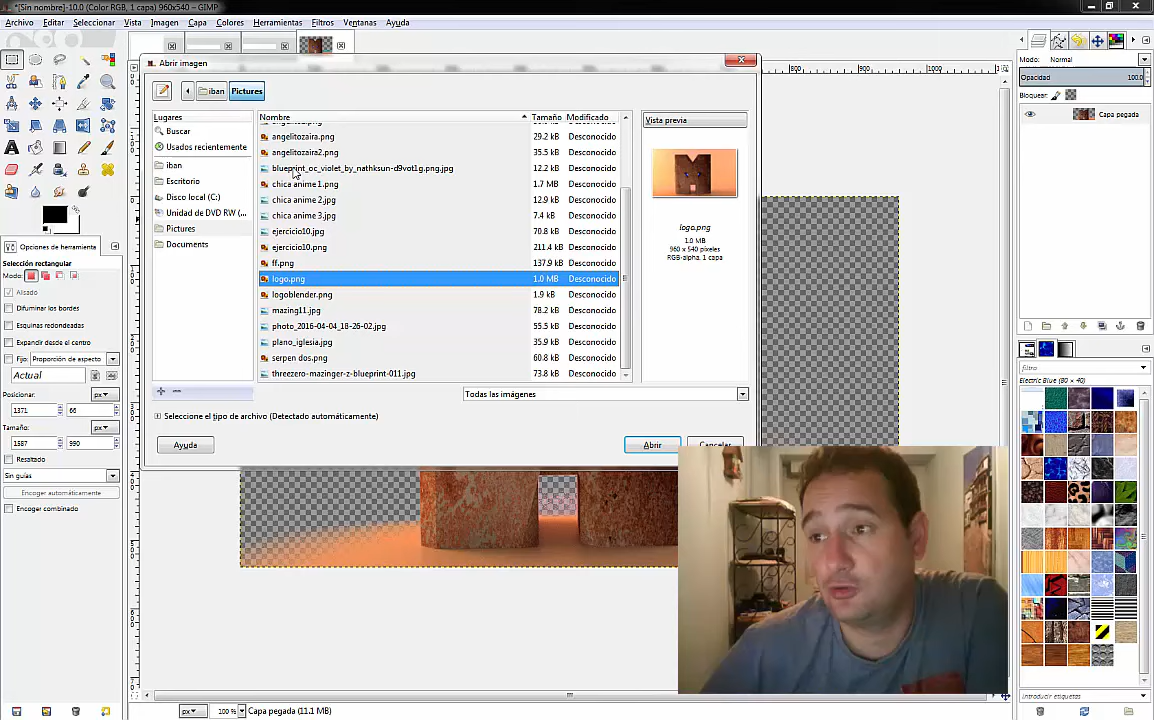 *[Sin nombre]-10.0 (Color RGB, 1 capa) 960x540 – GIMP
Archivo Editar Seleccionar Vista Imagen Capa Colores Herramientas Filtros Ventanas Ayuda
Abrir imagen
iban Pictures
Lugares
Buscar
Usados recientemente
iban
Escritorio
Disco local (C:)
Unidad de DVD RW (...
Pictures
Documents
Nombre Tamaño Modificado
angelitozaira.png 29.2 kB Desconocido
angelitozaira2.png 35.5 kB Desconocido
blueprint_oc_violet_by_nathksun-d9vot1g.png.jpg 12.2 kB Desconocido
chica anime 1.png 1.7 MB Desconocido
chica anime 2.jpg 12.9 kB Desconocido
chica anime 3.jpg 7.4 kB Desconocido
ejercicio10.jpg 70.8 kB Desconocido
ejercicio10.png 211.4 kB Desconocido
ff.png 137.9 kB Desconocido
logo.png 1.0 MB Desconocido
logoblender.png 1.9 kB Desconocido
mazing11.jpg 78.2 kB Desconocido
photo_2016-04-04_18-26-02.jpg 55.5 kB Desconocido
plano_iglesia.jpg 35.9 kB Desconocido
serpen dos.png 60.8 kB Desconocido
threezero-mazinger-z-blueprint-011.jpg 73.8 kB Desconocido
Vista previa
logo.png
1.0 MB
960 x 540 píxeles
RGB-alpha, 1 capa
Todas las imágenes
Seleccione el tipo de archivo (Detectado automáticamente)
Ayuda Abrir Cancelar
Opciones de herramienta
Selección rectangular
Modo:
Alisado
Difuminar los bordes
Esquinas redondeadas
Expandir desde el centro
Fijo: Proporción de aspecto
Actual
Posicionar: px
1371 66
Tamaño: px
1587 990
Resaltado
Sin guías
Encoger automáticamente
Encoger combinado
800 900 1000
Modo: Normal
Opacidad 100.0
Bloquear:
Capa pegada
filtro
Electric Blue (80 × 40)
introducir etiquetas
px 100 % Capa pegada (11.1 MB)